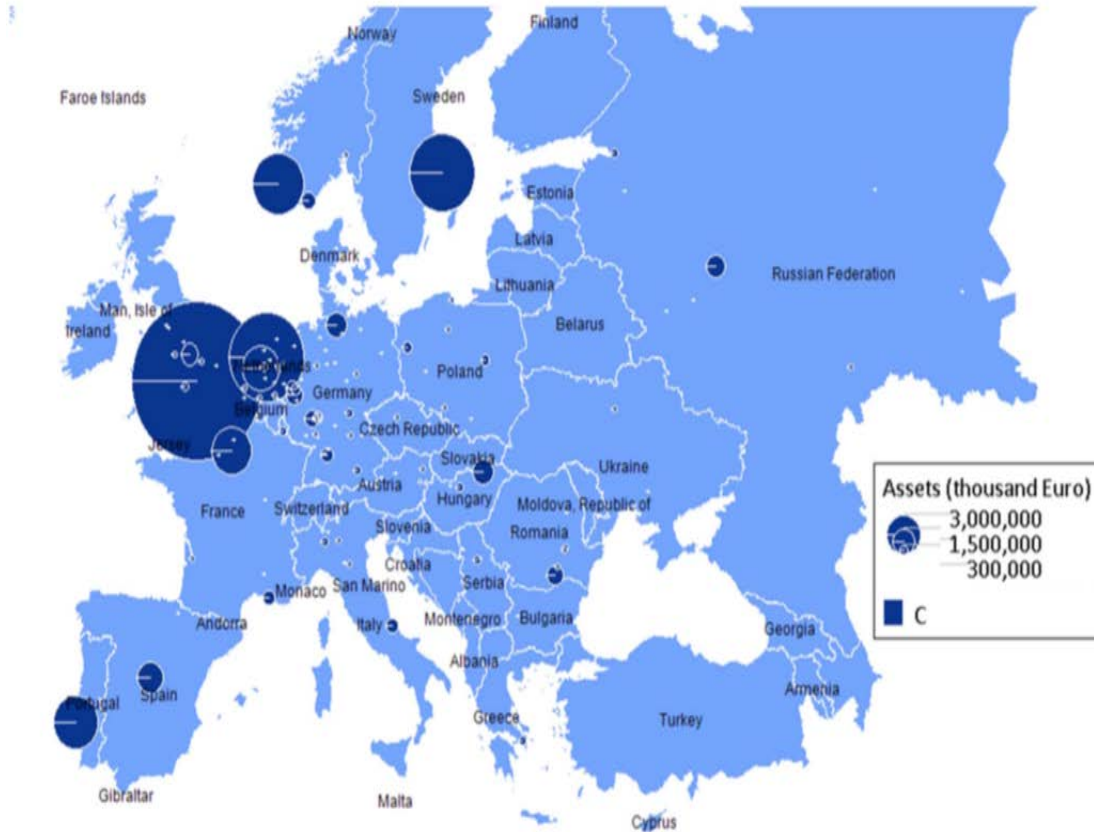 Finland
Norway
Sweden
Faroe Islands
Estonia
Latvia
Denmark
Lithuania
Russian Federation
Man, Isle of
Ireland
Belarus
Poland
Germany
Belgium
Czech Republic
Jersey
Slovakia
Ukraine
Austria
Hungary
Switzerland
France
Moldova, Republic of
Slovenia
Romania
Croatia
Serbia
San Marino
Monaco
Andorra
Italy
Montenegro
Bulgaria
Georgia
Albania
Armenia
Portugal
Spain
Greece
Turkey
Gibraltar
Malta
Cyprus
Assets (thousand Euro)
3,000,000
1,500,000
300,000
C